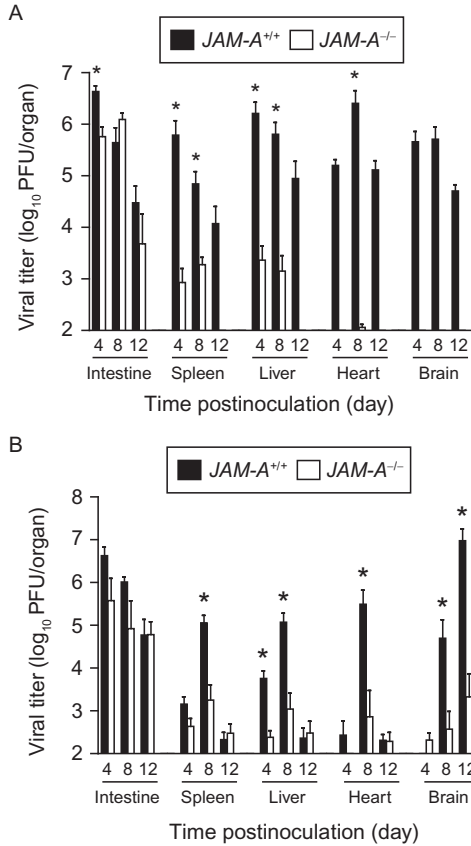 A
JAM-A+/+ JAM-A–/–
Viral titer (log10 PFU/organ)
7
6
5
4
3
2
4 8 12 4 8 12 4 8 12 4 8 12 4 8 12
Intestine Spleen Liver Heart Brain
Time postinoculation (day)
B
JAM-A+/+ JAM-A–/–
Viral titer (log10 PFU/organ)
8
7
6
5
4
3
2
4 8 12 4 8 12 4 8 12 4 8 12 4 8 12
Intestine Spleen Liver Heart Brain
Time postinoculation (day)